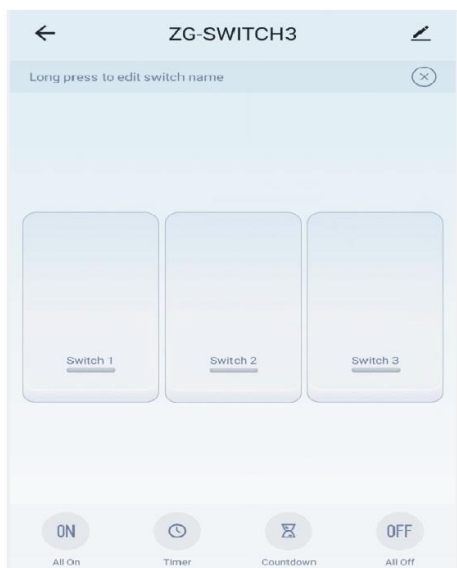 ZG-SWITCH3
Long press to edit switch name
Switch 1 Switch 2 Switch 3
ON OFF
All On Timer Countdown All Off